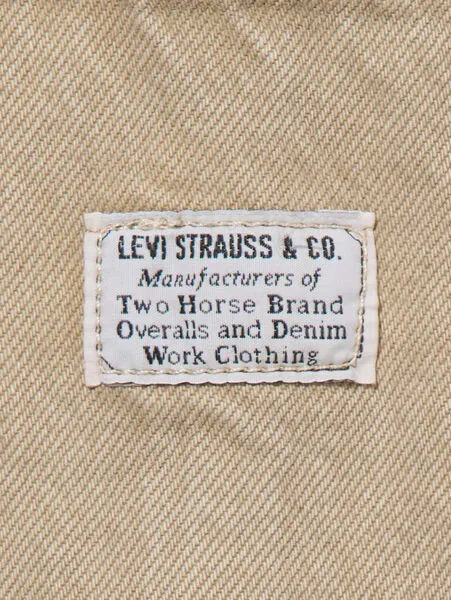 LEVI STRAUSS & CO.
Manufacturers of
Two Horse Brand
Overalls and Denim
Work Clothing